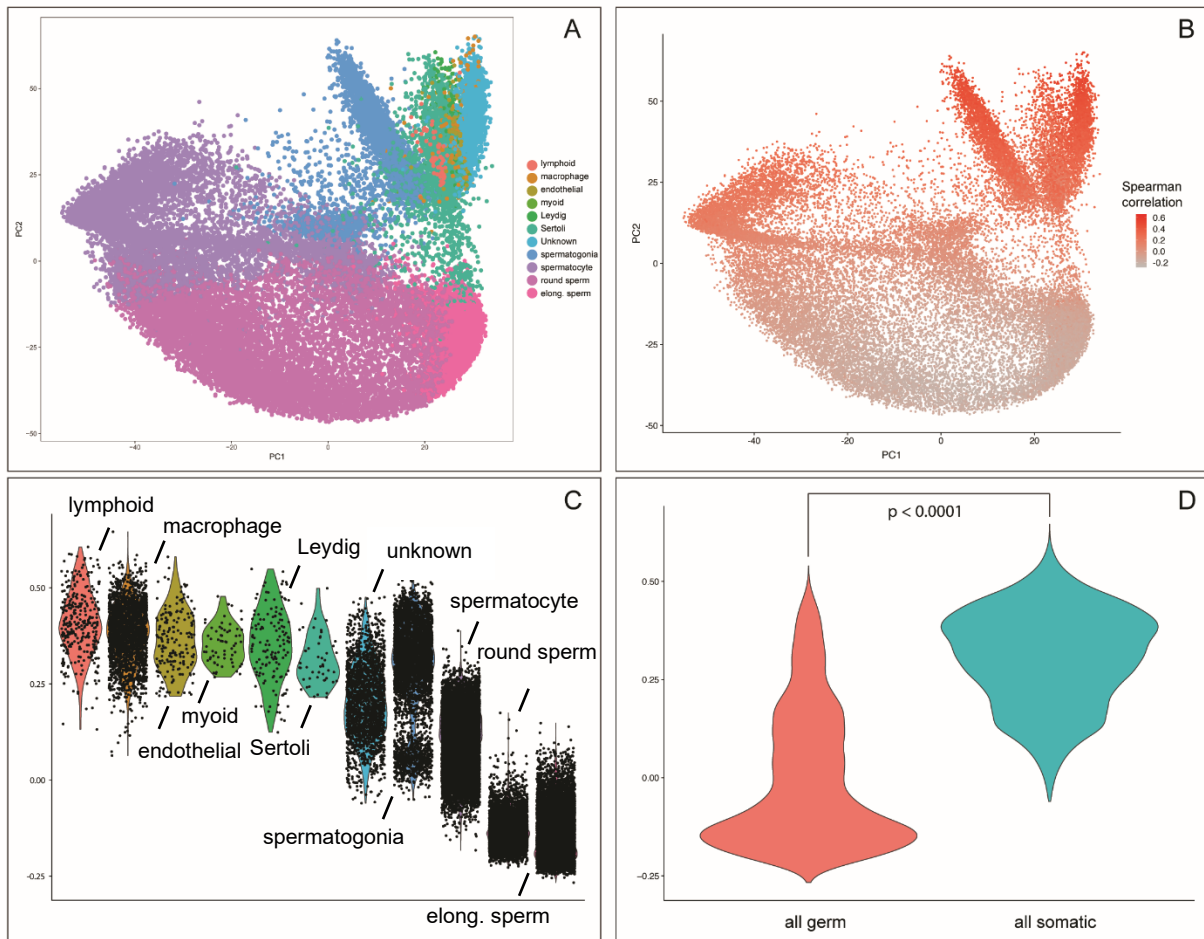 A
50
25
0
-25
-50
PC2
-40
0
20
PC1
lymphoid
macrophage
endothelial
myoid
Leydig
Sertoli
Unknown
spermatogonia
spermatocyte
round sperm
elong. sperm
B
50
25
0
-25
-50
PC2
-40
-20
0
20
PC1
Spearman
correlation
0.6
0.4
0.2
0.0
-0.2
C
lymphoid
macrophage
Leydig
unknown
spermatocyte
round sperm
myoid
endothelial
Sertoli
spermatogonia
elong. sperm
0.50
0.25
0.00
-0.25
D
p < 0.0001
0.50
0.25
0.00
-0.25
all germ
all somatic